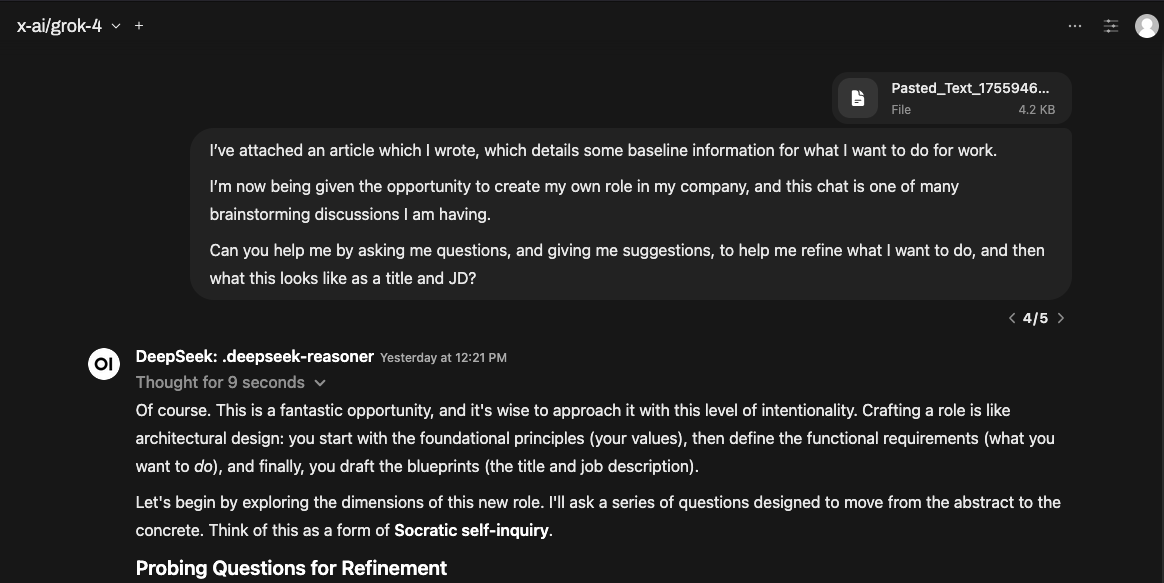 x-ai/grok-4
Pasted_Text_1755946...
File 4.2 KB
I’ve attached an article which I wrote, which details some baseline information for what I want to do for work.
I’m now being given the opportunity to create my own role in my company, and this chat is one of many
brainstorming discussions I am having.
Can you help me by asking me questions, and giving me suggestions, to help me refine what I want to do, and then
what this looks like as a title and JD?
4/5
OI
DeepSeek: .deepseek-reasoner Yesterday at 12:21 PM
Thought for 9 seconds
Of course. This is a fantastic opportunity, and it's wise to approach it with this level of intentionality. Crafting a role is like
architectural design: you start with the foundational principles (your values), then define the functional requirements (what you
want to do), and finally, you draft the blueprints (the title and job description).
Let's begin by exploring the dimensions of this new role. I'll ask a series of questions designed to move from the abstract to the
concrete. Think of this as a form of Socratic self-inquiry.
Probing Questions for Refinement